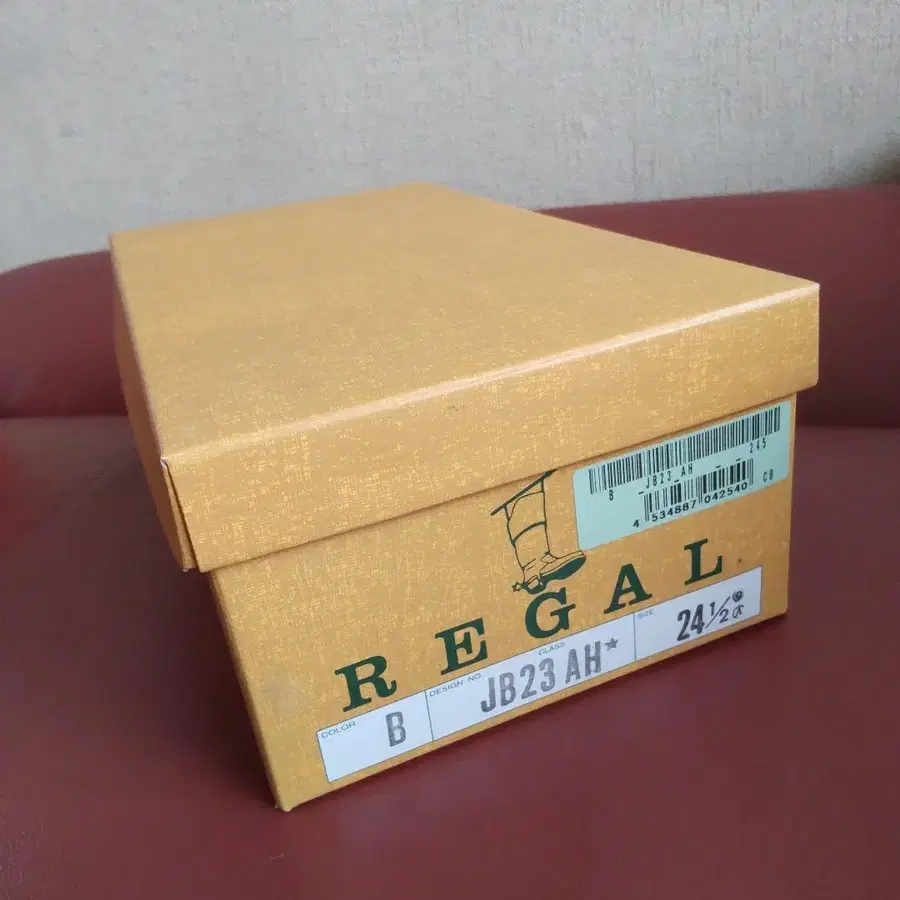 B -JB23 AH - - 245
4 534887 042540 CB
REGAL
COLOR B DESIGN NO. CLASS JB23 AH★ SIZE 24 1/2